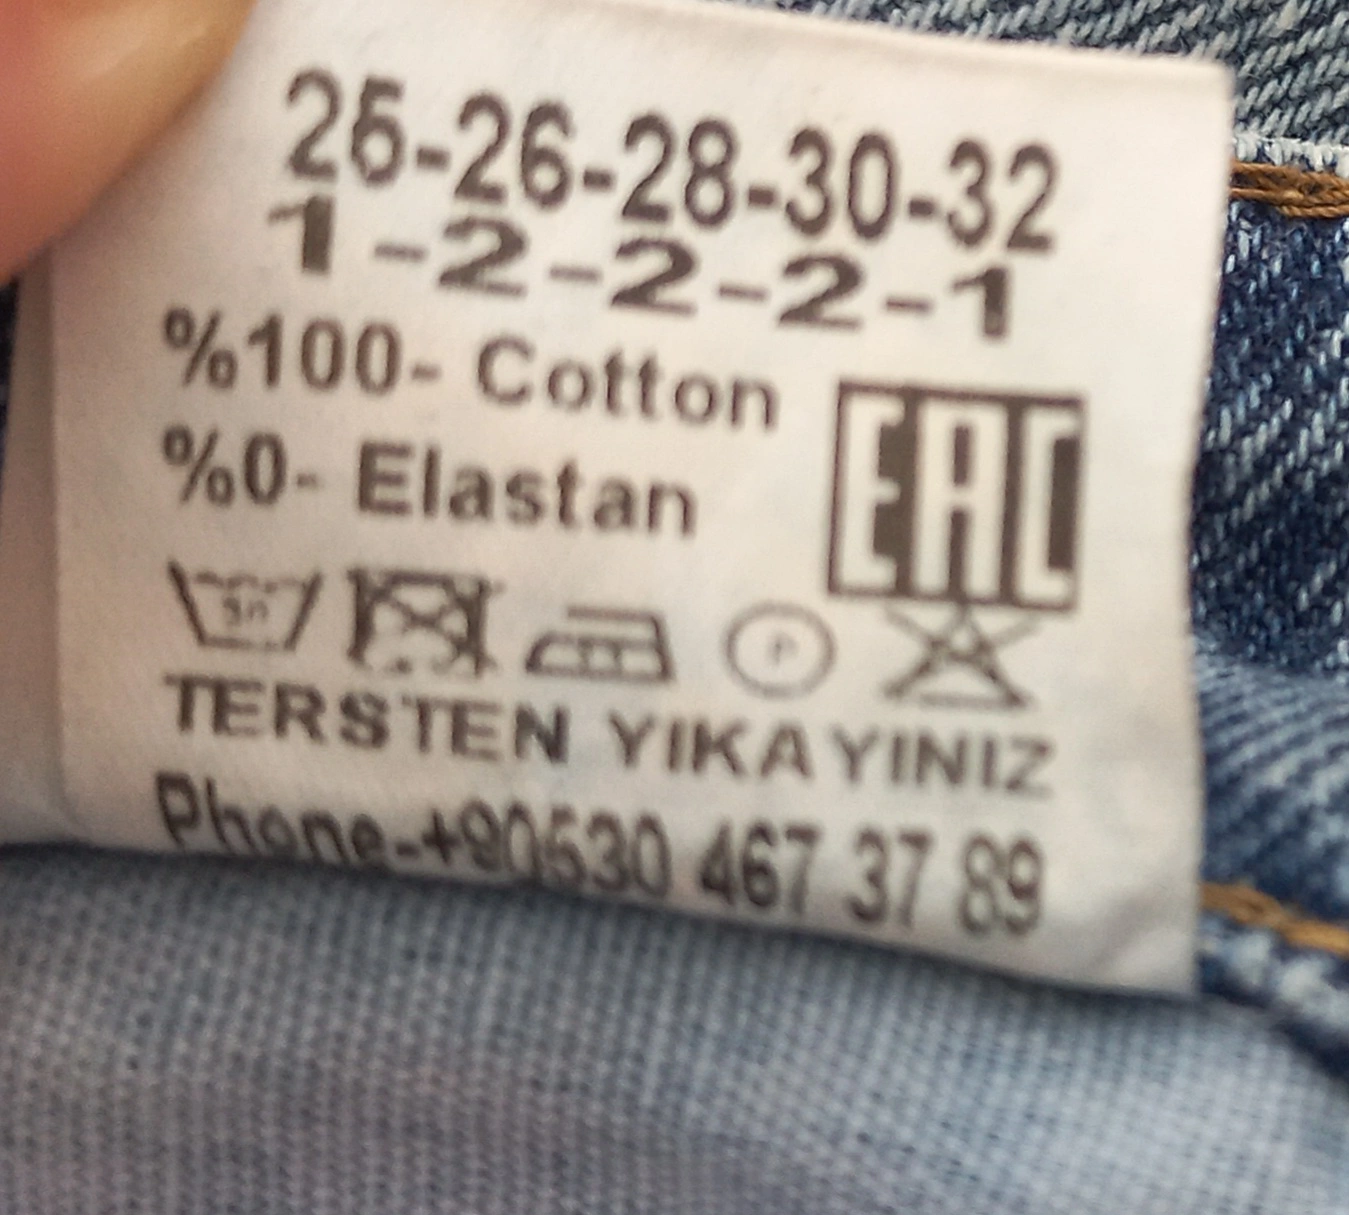 25-26-28-30-32
1-2-2-2-1
%100- Cotton
%0- Elastan
EAC
30
P
TERSTEN YIKAYINIZ
Phone-+90530 467 37 89